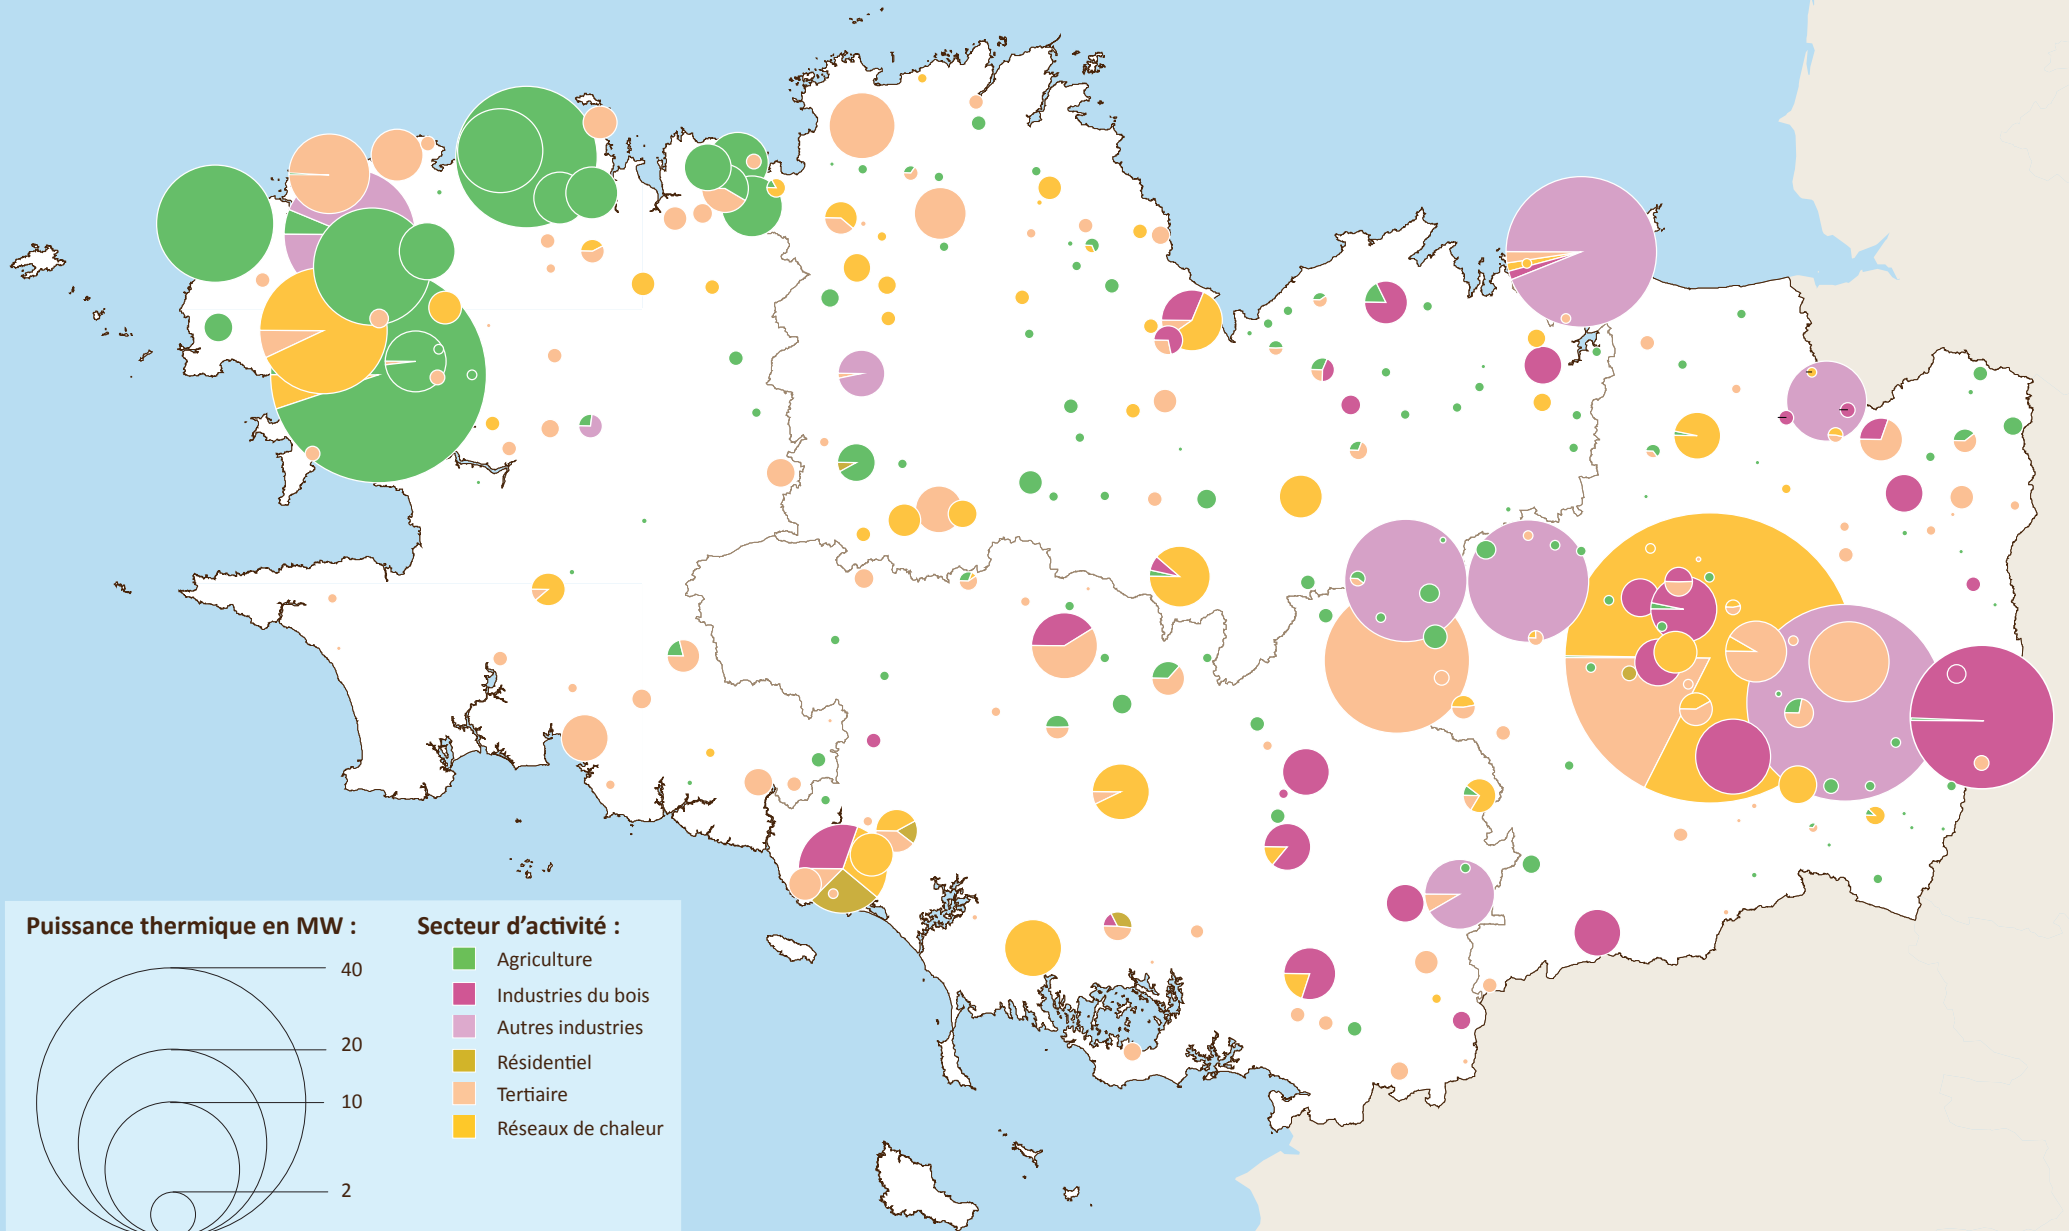 Puissance thermique en MW :
40
20
10
2
Secteur d'activité :
Agriculture
Industries du bois
Autres industries
Résidentiel
Tertiaire
Réseaux de chaleur